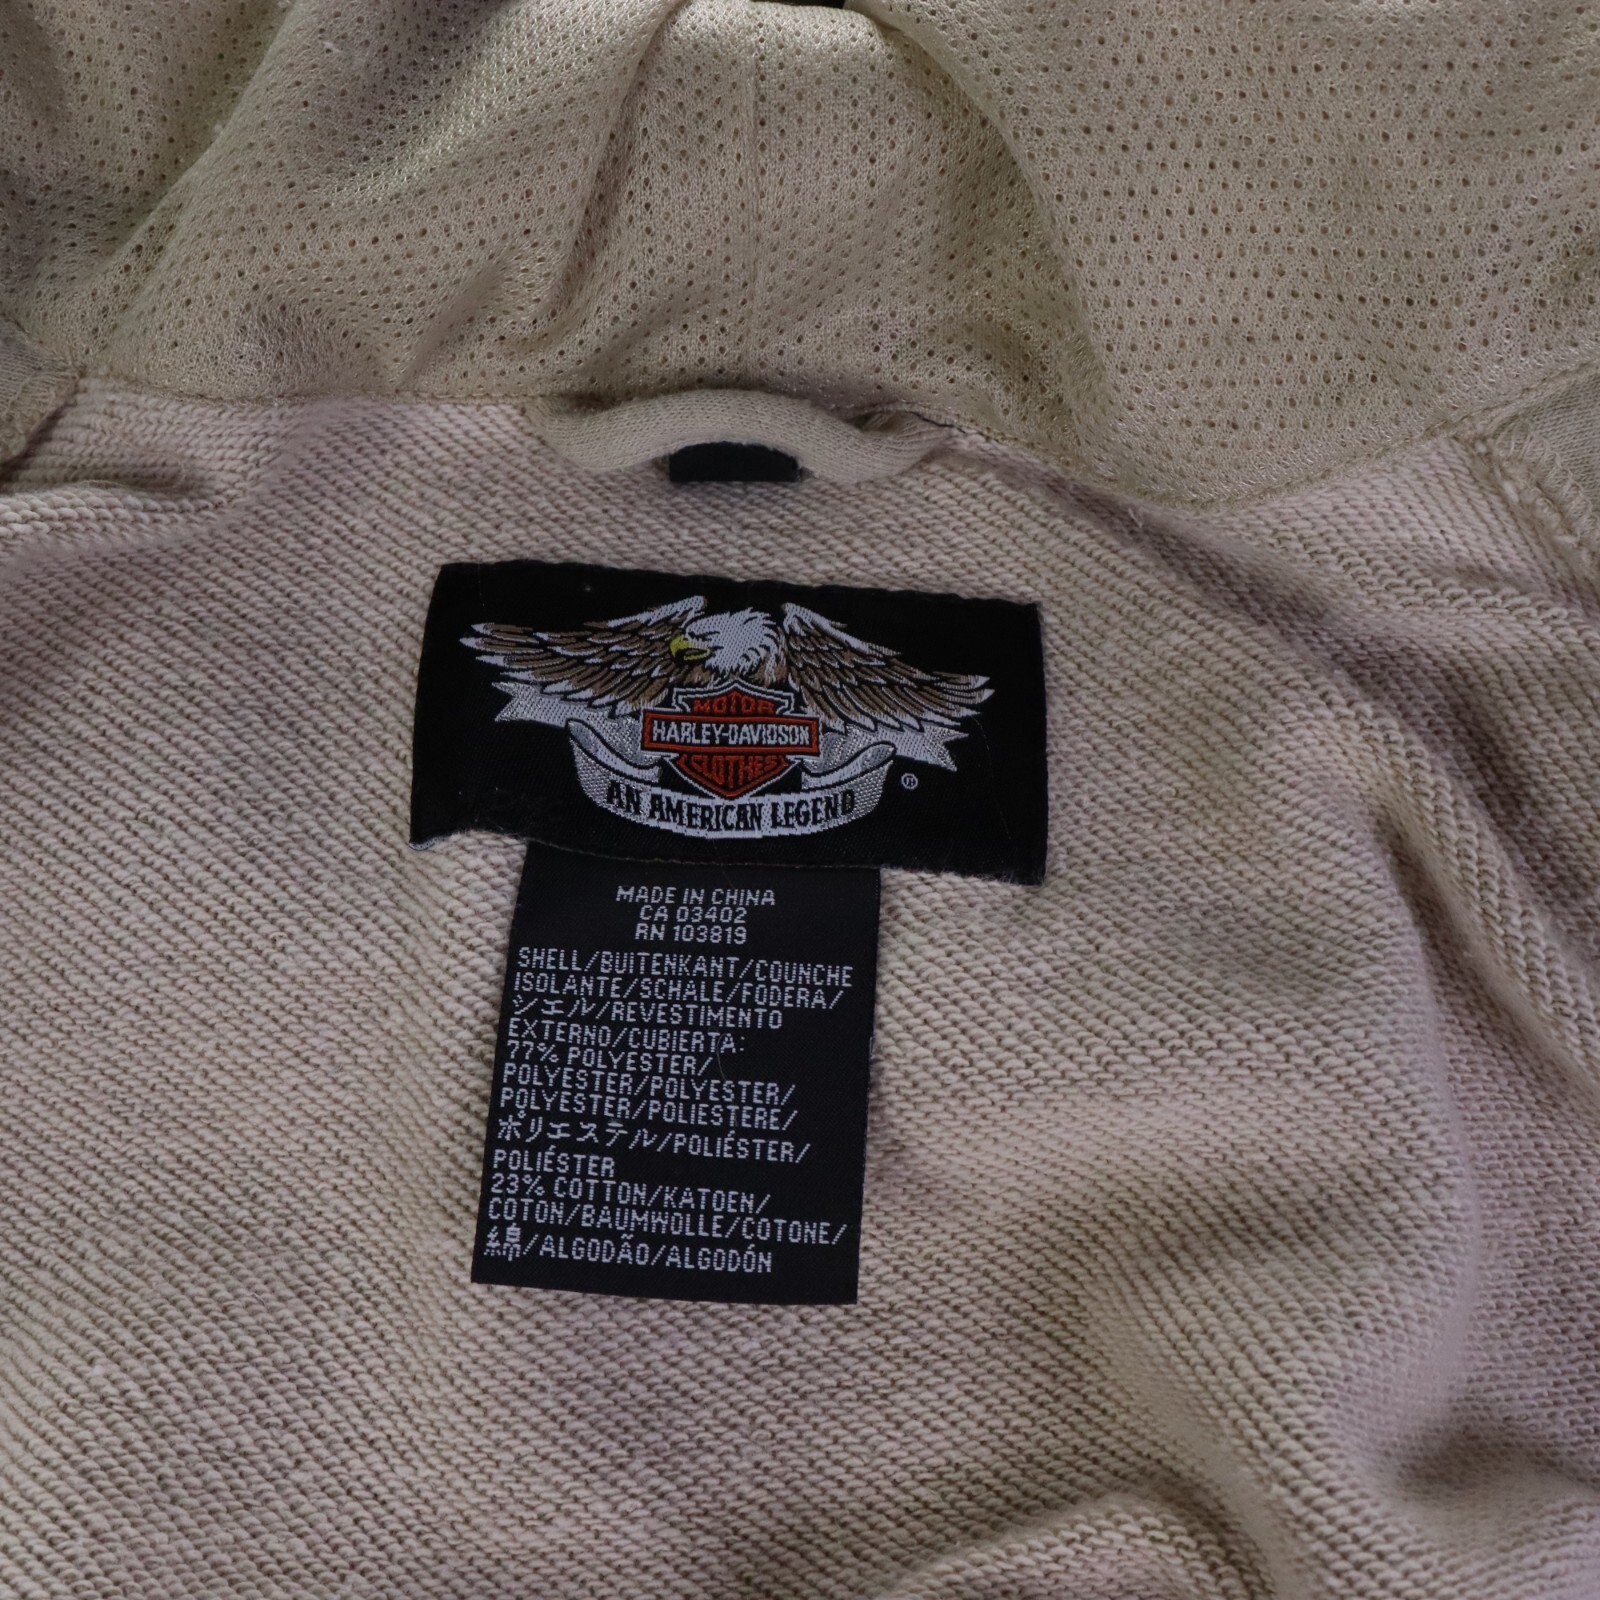 MOTOR
HARLEY-DAVIDSON
CLOTHES
AN AMERICAN LEGEND
®
MADE IN CHINA
CA 03402
RN 103819
SHELL/BUITENKANT/COUNCHE
ISOLANTE/SCHALE/FODERA/
シェル/REVESTIMENTO
EXTERNO/CUBIERTA:
77% POLYESTER/
POLYESTER/POLYESTER/
POLYESTER/POLIESTERE/
ポリエステル/POLIÉSTER/
POLIÉSTER
23% COTTON/KATOEN/
COTON/BAUMWOLLE/COTONE/
綿/ALGODÃO/ALGODÓN